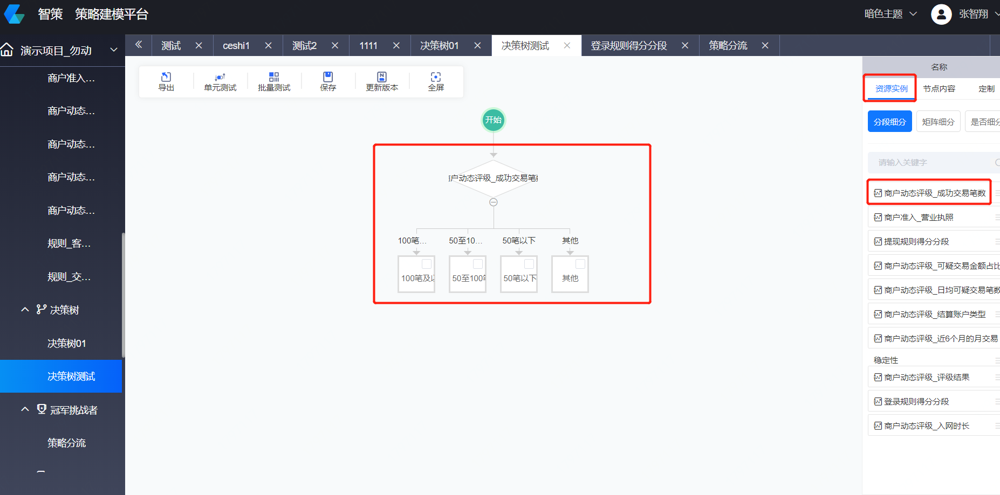 智策 策略建模平台
暗色主题
张智翔
演示项目_勿动
测试
ceshi1
测试2
1111
决策树01
决策树测试
登录规则得分分段
策略分流
商户准入...
商户动态...
商户动态...
商户动态...
商户动态...
规则_客...
规则_交...
决策树
决策树01
决策树测试
冠军挑战者
策略分流
导出
单元测试
批量测试
保存
更新版本
全屏
开始
商户动态评级_成功交易笔数
100笔...
50至10...
50笔以下
其他
100笔及以
50至100笔
50笔以下
其他
名称
资源实例
节点内容
定制
分段细分
矩阵细分
是否细分
请输入关键字
商户动态评级_成功交易笔数
商户准入_营业执照
提现规则得分分段
商户动态评级_可疑交易金额占比
商户动态评级_日均可疑交易笔数
商户动态评级_结算账户类型
商户动态评级_近6个月的月交易
稳定性
商户动态评级_评级结果
登录规则得分分段
商户动态评级_入网时长